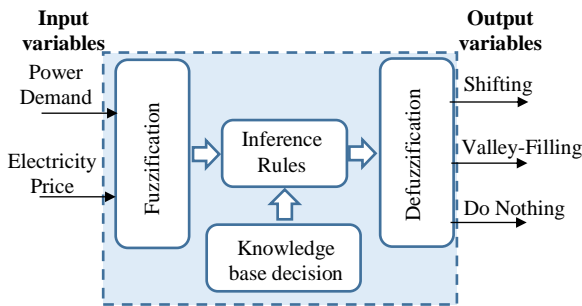 Input
variables
Output
variables
Power
Demand
Electricity
Price
Fuzzification
Inference
Rules
Knowledge
base decision
Defuzzification
Shifting
Valley-Filling
Do Nothing